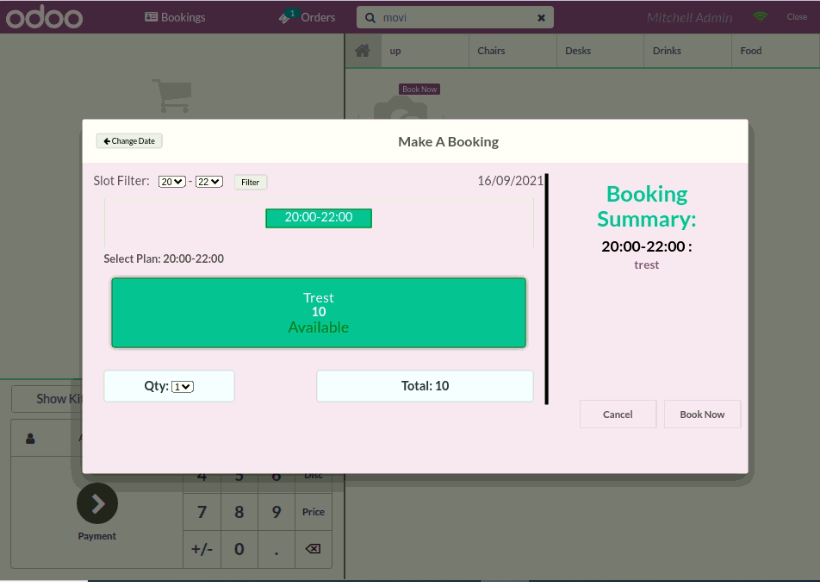 odoo
Bookings
1
Orders
movi
Mitchell Admin
Close
up
Chairs
Desks
Drinks
Food
Book Now
Change Date
Make A Booking
Slot Filter: 20 - 22 Filter
16/09/2021
20:00-22:00
Select Plan: 20:00-22:00
Trest
10
Available
Qty: 1
Total: 10
Booking
Summary:
20:00-22:00 :
trest
Cancel
Book Now
Show Ki
4 5 6 Disc
7 8 9 Price
+/- 0 .
Payment